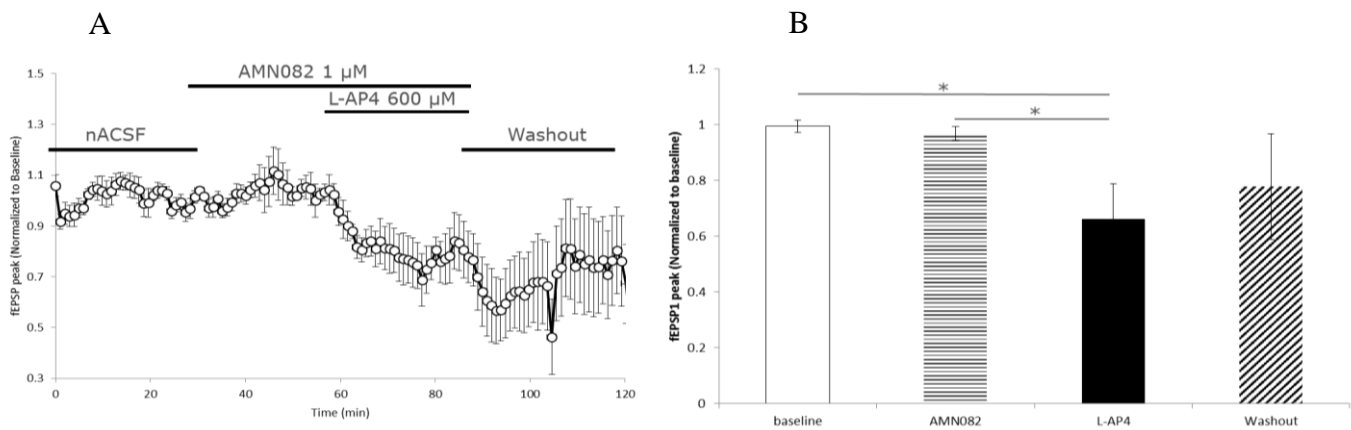 A
B
1.5
1.3
1.1
0.9
0.7
0.5
0.3
AMN082 1 µM
L-AP4 600 µM
nACSF
Washout
fEPSP peak (Normalized to Baseline)
0
20
40
60
80
100
120
Time (min)
1.2
1
0.8
0.6
0.4
0.2
0
*
*
fEPSP1 peak (Normalized to baseline)
baseline
AMN082
L-AP4
Washout